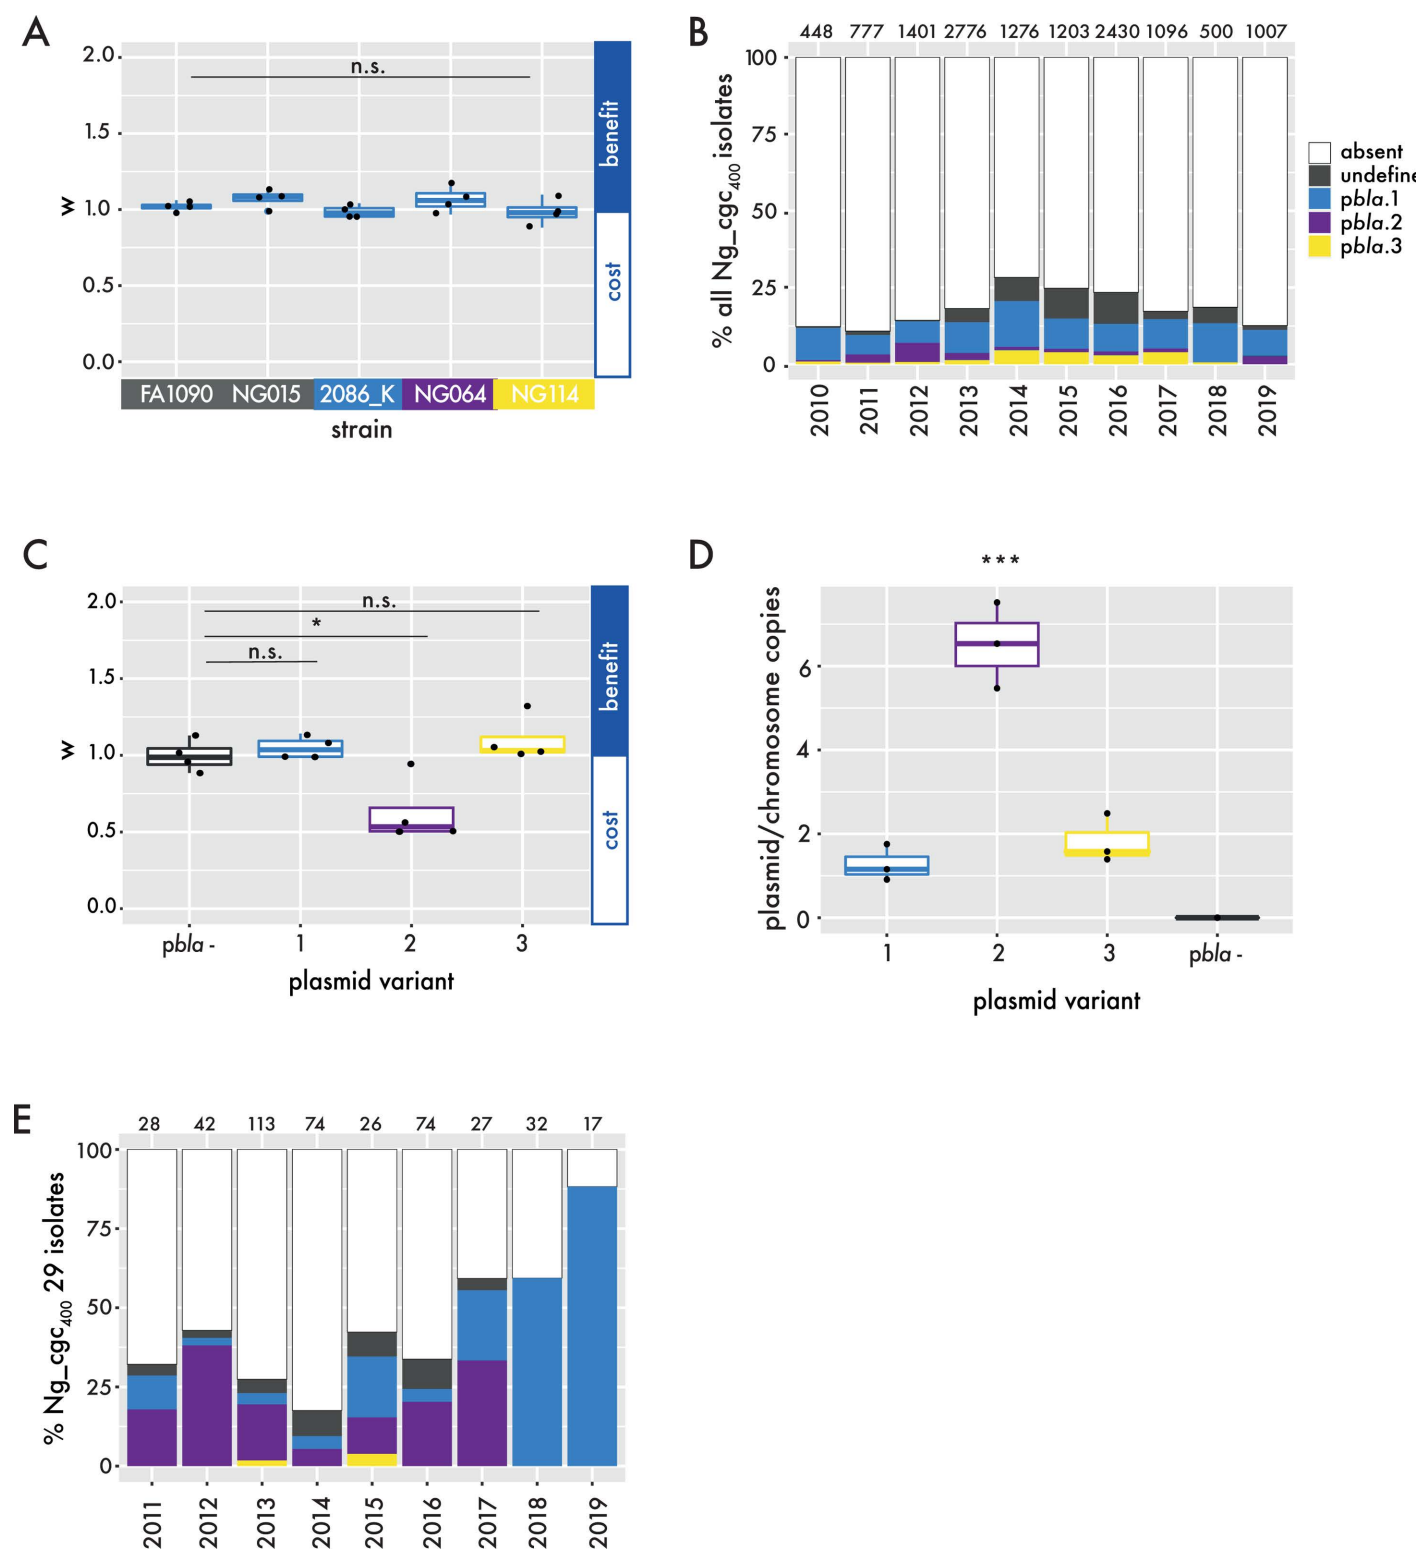 A
2.0
1.5
1.0
0.5
0.0
w
n.s.
benefit
cost
FA1090 NG015 2086_K NG064 NG114
strain
B
448 777 1401 2776 1276 1203 2430 1096 500 1007
100
75
50
25
0
% all Ng_cgc400 isolates
2010 2011 2012 2013 2014 2015 2016 2017 2018 2019
absent
undefine
pbla.1
pbla.2
pbla.3
C
2.0
1.5
1.0
0.5
0.0
w
n.s.
*
n.s.
benefit
cost
pbla - 1 2 3
plasmid variant
D
***
6
4
2
0
plasmid/chromosome copies
1 2 3 pbla -
plasmid variant
E
28 42 113 74 26 74 27 32 17
100
75
50
25
0
% Ng_cgc400 29 isolates
2011 2012 2013 2014 2015 2016 2017 2018 2019